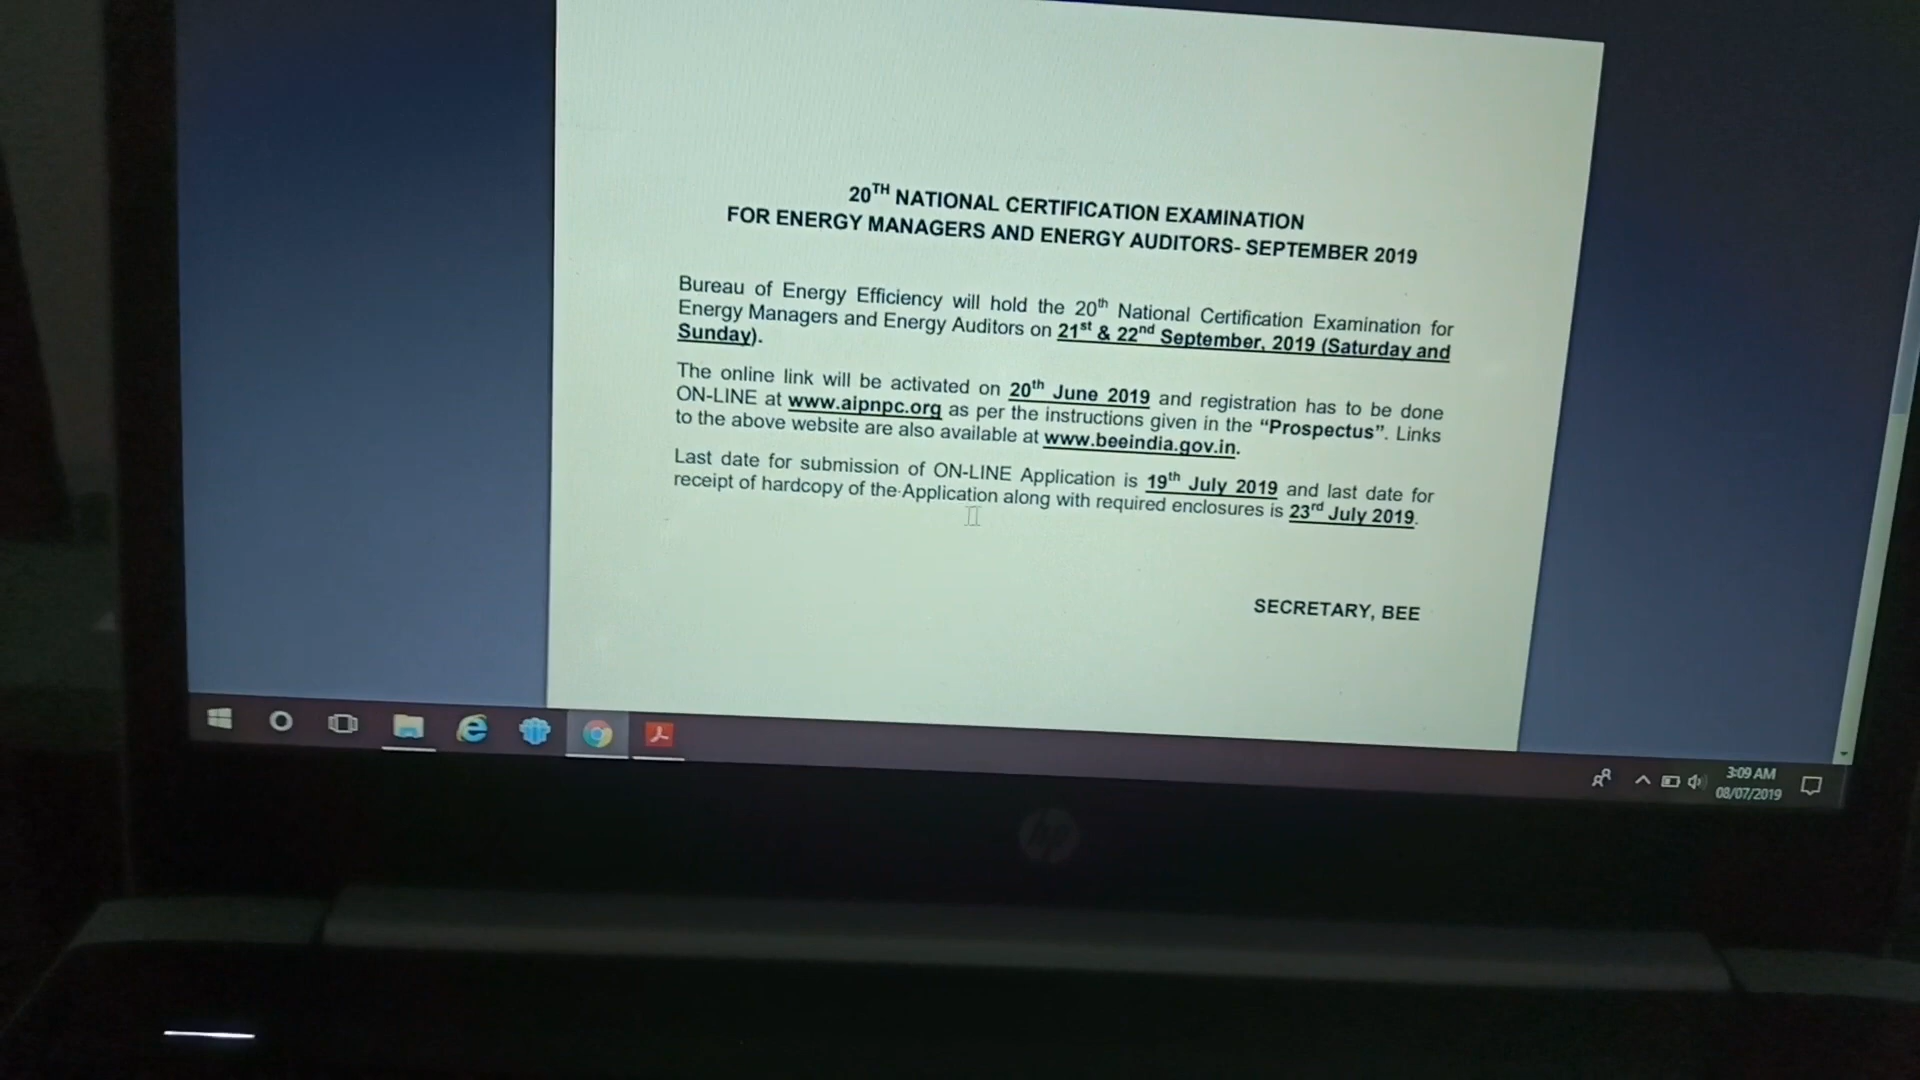 20TH NATIONAL CERTIFICATION EXAMINATION
FOR ENERGY MANAGERS AND ENERGY AUDITORS- SEPTEMBER 2019
Bureau of Energy Efficiency will hold the 20th National Certification Examination for
Energy Managers and Energy Auditors on 21st & 22nd September, 2019 (Saturday and
Sunday).
The online link will be activated on 20th June 2019 and registration has to be done
ON-LINE at www.aipnpc.org as per the instructions given in the “Prospectus”. Links
to the above website are also available at www.beeindia.gov.in.
Last date for submission of ON-LINE Application is 19th July 2019 and last date for
receipt of hardcopy of the Application along with required enclosures is 23rd July 2019.
SECRETARY, BEE
3:09 AM
08/07/2019
hp